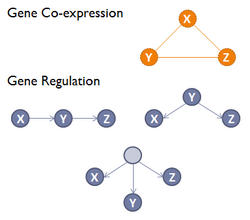 Gene Co-expression
X
Y Z
Gene Regulation
X Y Z
Y
X Z
X Z
Y